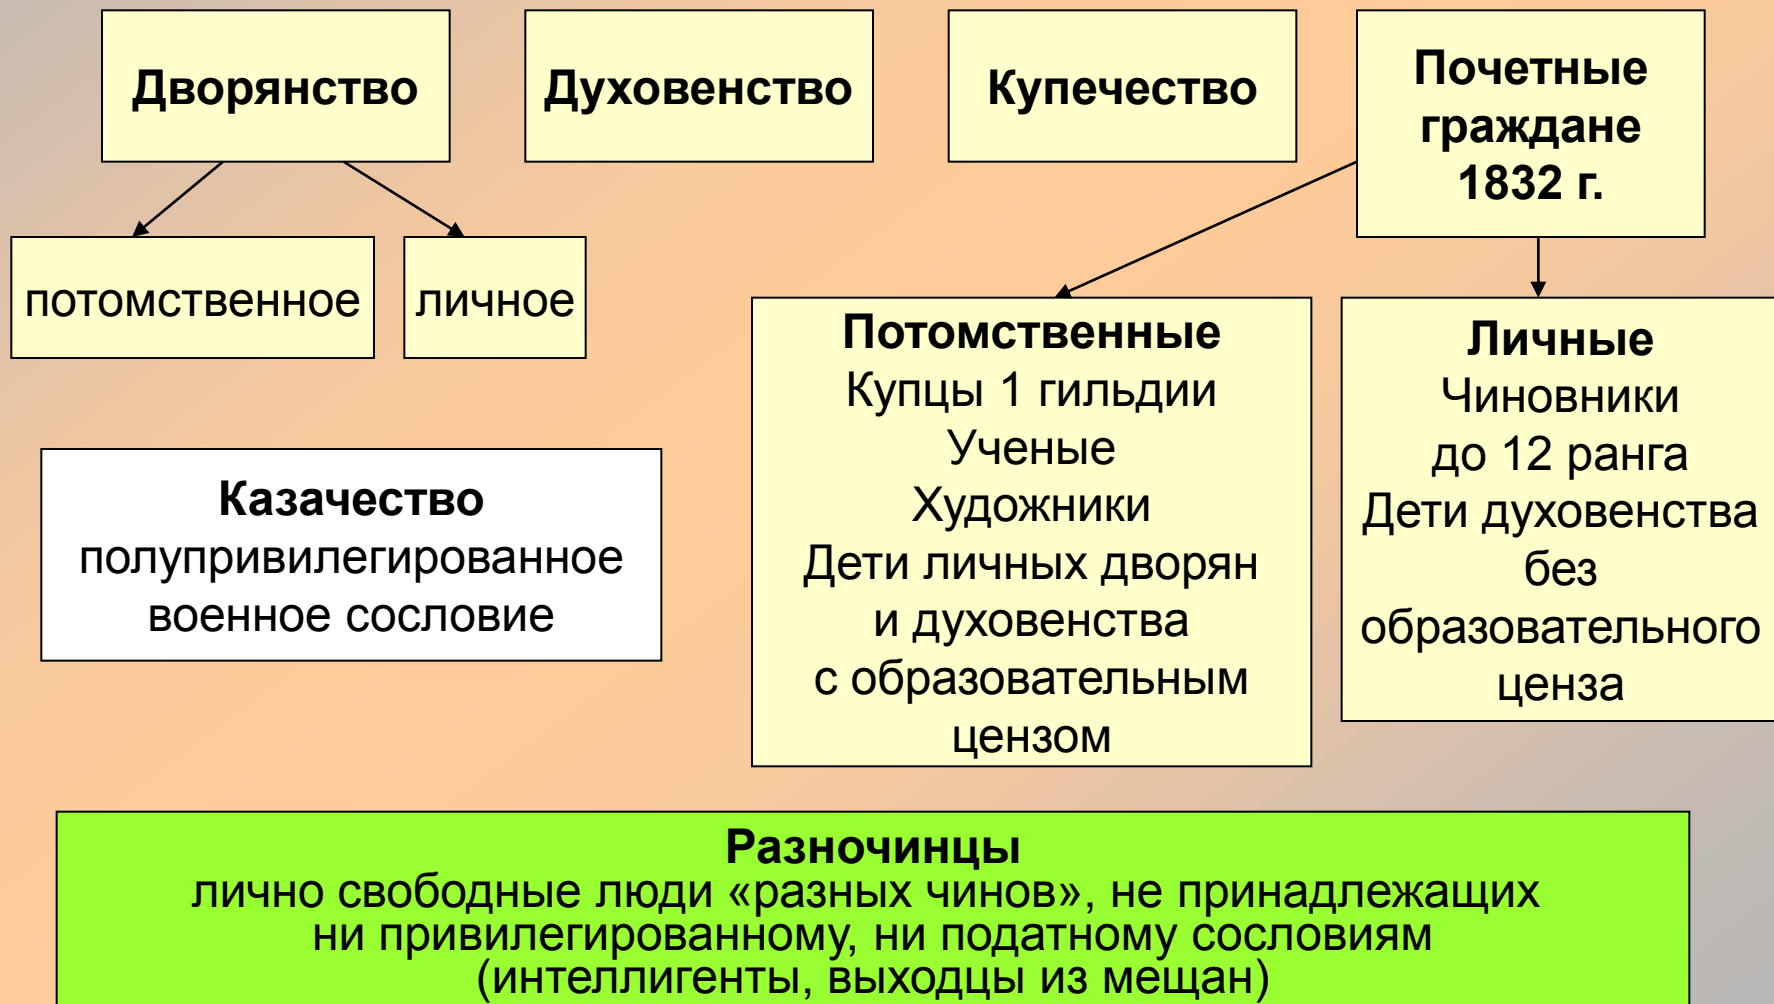 Дворянство
Духовенство
Купечество
Почетные
граждане
1832 г.
потомственное
личное
Потомственные
Купцы 1 гильдии
Ученые
Художники
Дети личных дворян
и духовенства
с образовательным
цензом
Личные
Чиновники
до 12 ранга
Дети духовенства
без
образовательного
ценза
Казачество
полупривилегированное
военное сословие
Разночинцы
лично свободные люди «разных чинов», не принадлежащих
ни привилегированному, ни податному сословиям
(интеллигенты, выходцы из мещан)